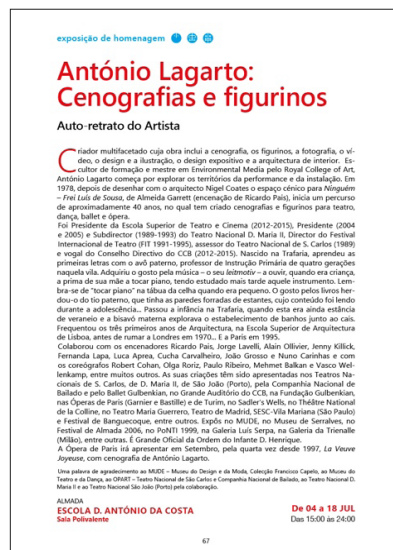 exposição de homenagem
António Lagarto:
Cenografias e figurinos
Auto-retrato do Artista
Criador multifacetado cuja obra inclui a cenografia, os figurinos, a fotografia, o ví-
deo, o design e a ilustração, o design expositivo e a arquitectura de interior. Es-
cultor de formação e mestre em Environmental Media pelo Royal College of Art,
António Lagarto começa por explorar os territórios da performance e da instalação. Em
1978, depois de desenhar com o arquitecto Nigel Coates o espaço cénico para Ninguém
– Frei Luís de Sousa, de Almeida Garrett (encenação de Ricardo Pais), inicia um percurso
de aproximadamente 40 anos, no qual tem criado cenografias e figurinos para teatro,
dança, ballet e ópera.
Foi Presidente da Escola Superior de Teatro e Cinema (2012-2015), Presidente (2004
e 2005) e Subdirector (1989-1993) do Teatro Nacional D. Maria II, Director do Festival
Internacional de Teatro (FIT 1991-1995), assessor do Teatro Nacional de S. Carlos (1989)
e vogal do Conselho Directivo do CCB (2012-2015). Nascido na Trafaria, aprendeu as
primeiras letras com o avô paterno, professor de Instrução Primária de quatro gerações
naquela vila. Adquiriu o gosto pela música – o seu leitmotiv – a ouvir, quando era criança,
a prima de sua mãe a tocar piano, tendo estudado mais tarde aquele instrumento. Lem-
bra-se de "tocar piano" na tábua da celha quando era pequeno. O gosto pelos livros her-
dou-o do tio paterno, que tinha as paredes forradas de estantes, cujo conteúdo foi lendo
durante a adolescência... Passou a infância na Trafaria, quando esta era ainda estância
de veraneio e a bisavó materna explorava o estabelecimento de banhos junto ao cais.
Frequentou os três primeiros anos de Arquitectura, na Escola Superior de Arquitectura
de Lisboa, antes de rumar a Londres em 1970... E a Paris em 1995.
Colaborou com os encenadores Ricardo Pais, Jorge Lavelli, Alain Ollivier, Jenny Killick,
Fernanda Lapa, Luca Aprea, Cucha Carvalheiro, João Grosso e Nuno Carinhas e com
os coreógrafos Robert Cohan, Olga Roriz, Paulo Ribeiro, Mehmet Balkan e Vasco Wel-
lenkamp, entre muitos outros. As suas criações têm sido apresentadas nos Teatros Na-
cionais de S. Carlos, de D. Maria II, de São João (Porto), pela Companhia Nacional de
Bailado e pelo Ballet Gulbenkian, no Grande Auditório do CCB, na Fundação Gulbenkian,
nas Óperas de Paris (Garnier e Bastille) e de Turim, no Sadler's Wells, no Théâtre National
de la Colline, no Teatro Maria Guerrero, Teatro de Madrid, SESC-Vila Mariana (São Paulo)
e Festival de Banguecoque, entre outros. Expôs no MUDE, no Museu de Serralves, no
Festival de Almada 2006, no PoNTI 1999, na Galeria Luís Serpa, na Galeria da Trienalle
(Milão), entre outras. É Grande Oficial da Ordem do Infante D. Henrique.
A Ópera de Paris irá apresentar em Setembro, pela quarta vez desde 1997, La Veuve
Joyeuse, com cenografia de António Lagarto.
Uma palavra de agradecimento ao MUDE – Museu do Design e da Moda, Colecção Francisco Capelo, ao Museu do
Teatro e da Dança, ao OPART – Teatro Nacional de São Carlos e Companhia Nacional de Bailado, ao Teatro Nacional D.
Maria II e ao Teatro Nacional São João (Porto) pela colaboração.
ALMADA
ESCOLA D. ANTÓNIO DA COSTA
Sala Polivalente
De 04 a 18 JUL
Das 15:00 às 24:00
67